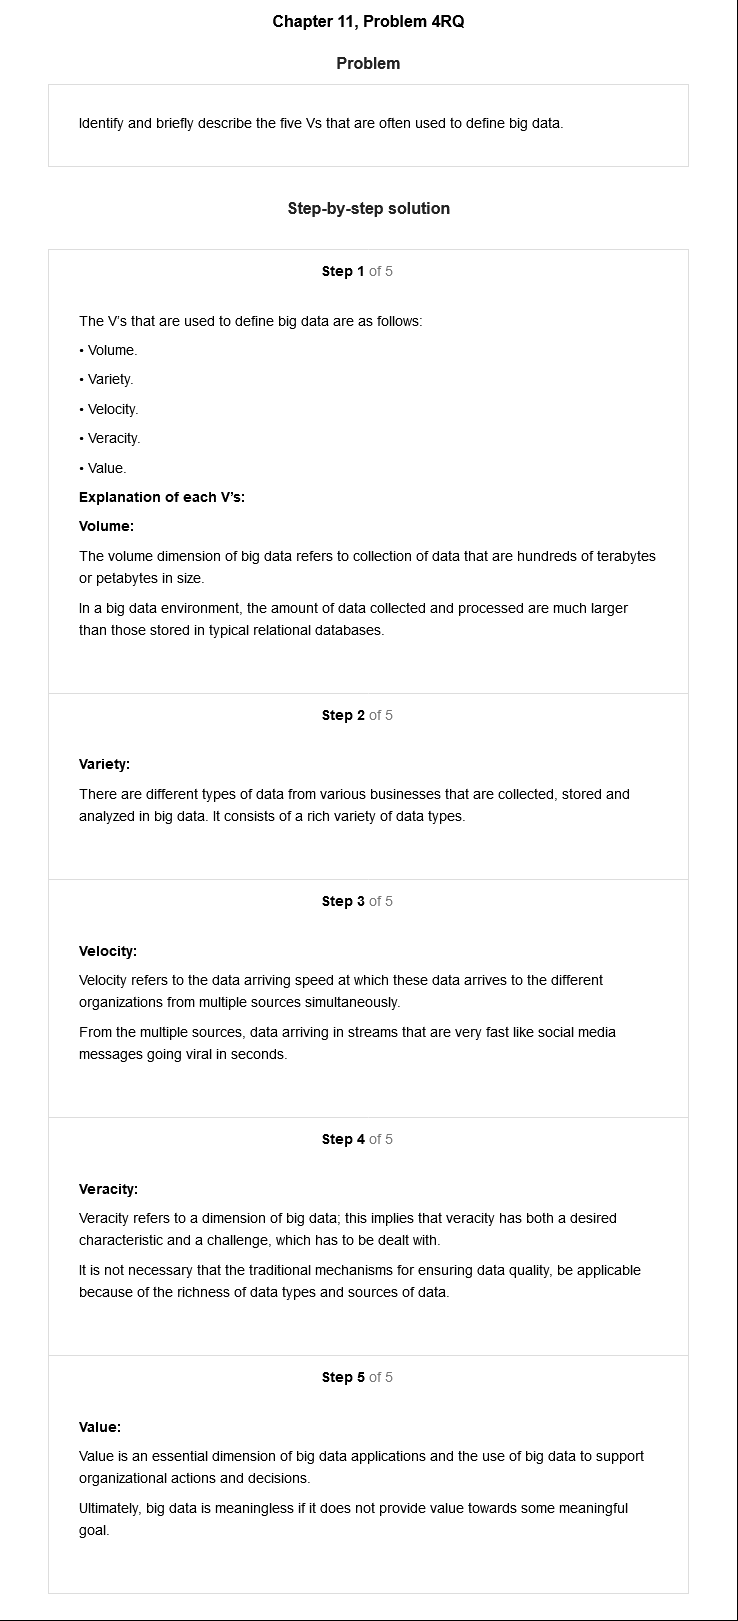 Chapter 11, Problem 4RQ
Problem
Identify and briefly describe the five Vs that are often used to define big data.
Step-by-step solution
Step 1 of 5
The V's that are used to define big data are as follows:
• Volume.
• Variety.
• Velocity.
• Veracity.
• Value.
Explanation of each V's:
Volume:
The volume dimension of big data refers to collection of data that are hundreds of terabytes
or petabytes in size.
In a big data environment, the amount of data collected and processed are much larger
than those stored in typical relational databases.
Step 2 of 5
Variety:
There are different types of data from various businesses that are collected, stored and
analyzed in big data. It consists of a rich variety of data types.
Step 3 of 5
Velocity:
Velocity refers to the data arriving speed at which these data arrives to the different
organizations from multiple sources simultaneously.
From the multiple sources, data arriving in streams that are very fast like social media
messages going viral in seconds.
Step 4 of 5
Veracity:
Veracity refers to a dimension of big data; this implies that veracity has both a desired
characteristic and a challenge, which has to be dealt with.
It is not necessary that the traditional mechanisms for ensuring data quality, be applicable
because of the richness of data types and sources of data.
Step 5 of 5
Value:
Value is an essential dimension of big data applications and the use of big data to support
organizational actions and decisions.
Ultimately, big data is meaningless if it does not provide value towards some meaningful
goal.